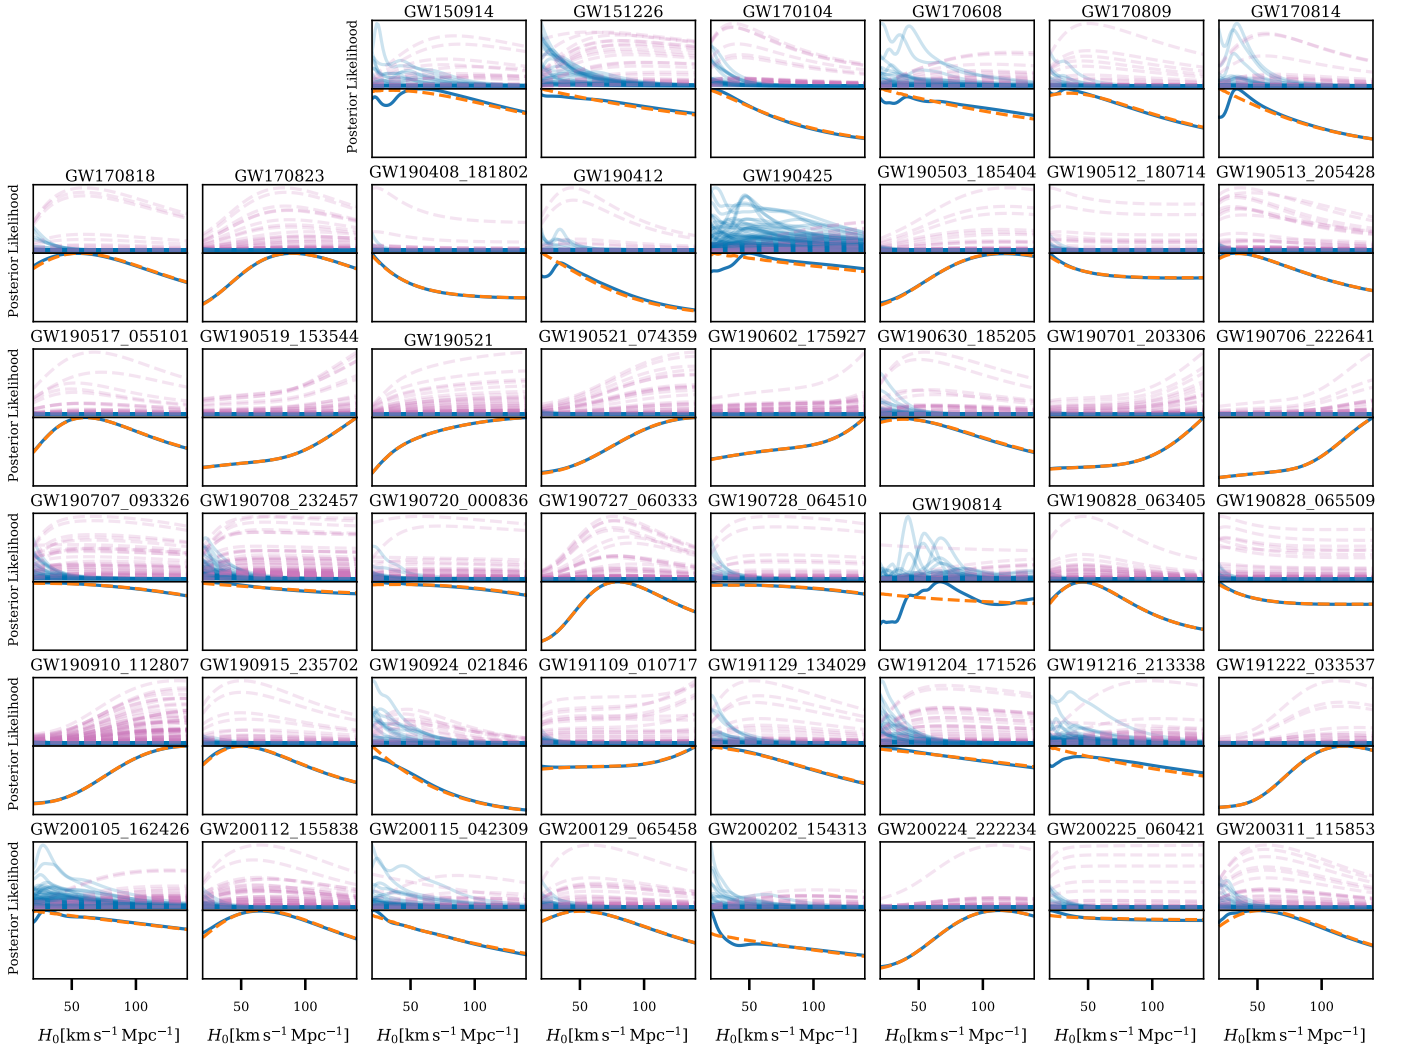 GW150914 GW151226 GW170104 GW170608 GW170809 GW170814
Posterior Likelihood
GW170818 GW170823 GW190408_181802 GW190412 GW190425 GW190503_185404 GW190512_180714 GW190513_205428
Posterior Likelihood
GW190517_055101 GW190519_153544 GW190521 GW190521_074359 GW190602_175927 GW190630_185205 GW190701_203306 GW190706_222641
Posterior Likelihood
GW190707_093326 GW190708_232457 GW190720_000836 GW190727_060333 GW190728_064510 GW190814 GW190828_063405 GW190828_065509
Posterior Likelihood
GW190910_112807 GW190915_235702 GW190924_021846 GW191109_010717 GW191129_134029 GW191204_171526 GW191216_213338 GW191222_033537
Posterior Likelihood
GW200105_162426 GW200112_155838 GW200115_042309 GW200129_065458 GW200202_154313 GW200224_222234 GW200225_060421 GW200311_115853
Posterior Likelihood
50 100 50 100 50 100 50 100 50 100 50 100 50 100 50 100
H₀[km s⁻¹ Mpc⁻¹] H₀[km s⁻¹ Mpc⁻¹] H₀[km s⁻¹ Mpc⁻¹] H₀[km s⁻¹ Mpc⁻¹] H₀[km s⁻¹ Mpc⁻¹] H₀[km s⁻¹ Mpc⁻¹] H₀[km s⁻¹ Mpc⁻¹] H₀[km s⁻¹ Mpc⁻¹]